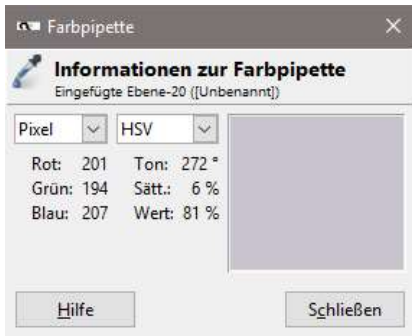 Farbpipette
Informationen zur Farbpipette
Eingefügte Ebene-20 ([Unbenannt])
Pixel HSV
Rot: 201 Ton: 272 °
Grün: 194 Sätt.: 6 %
Blau: 207 Wert: 81 %
Hilfe Schließen